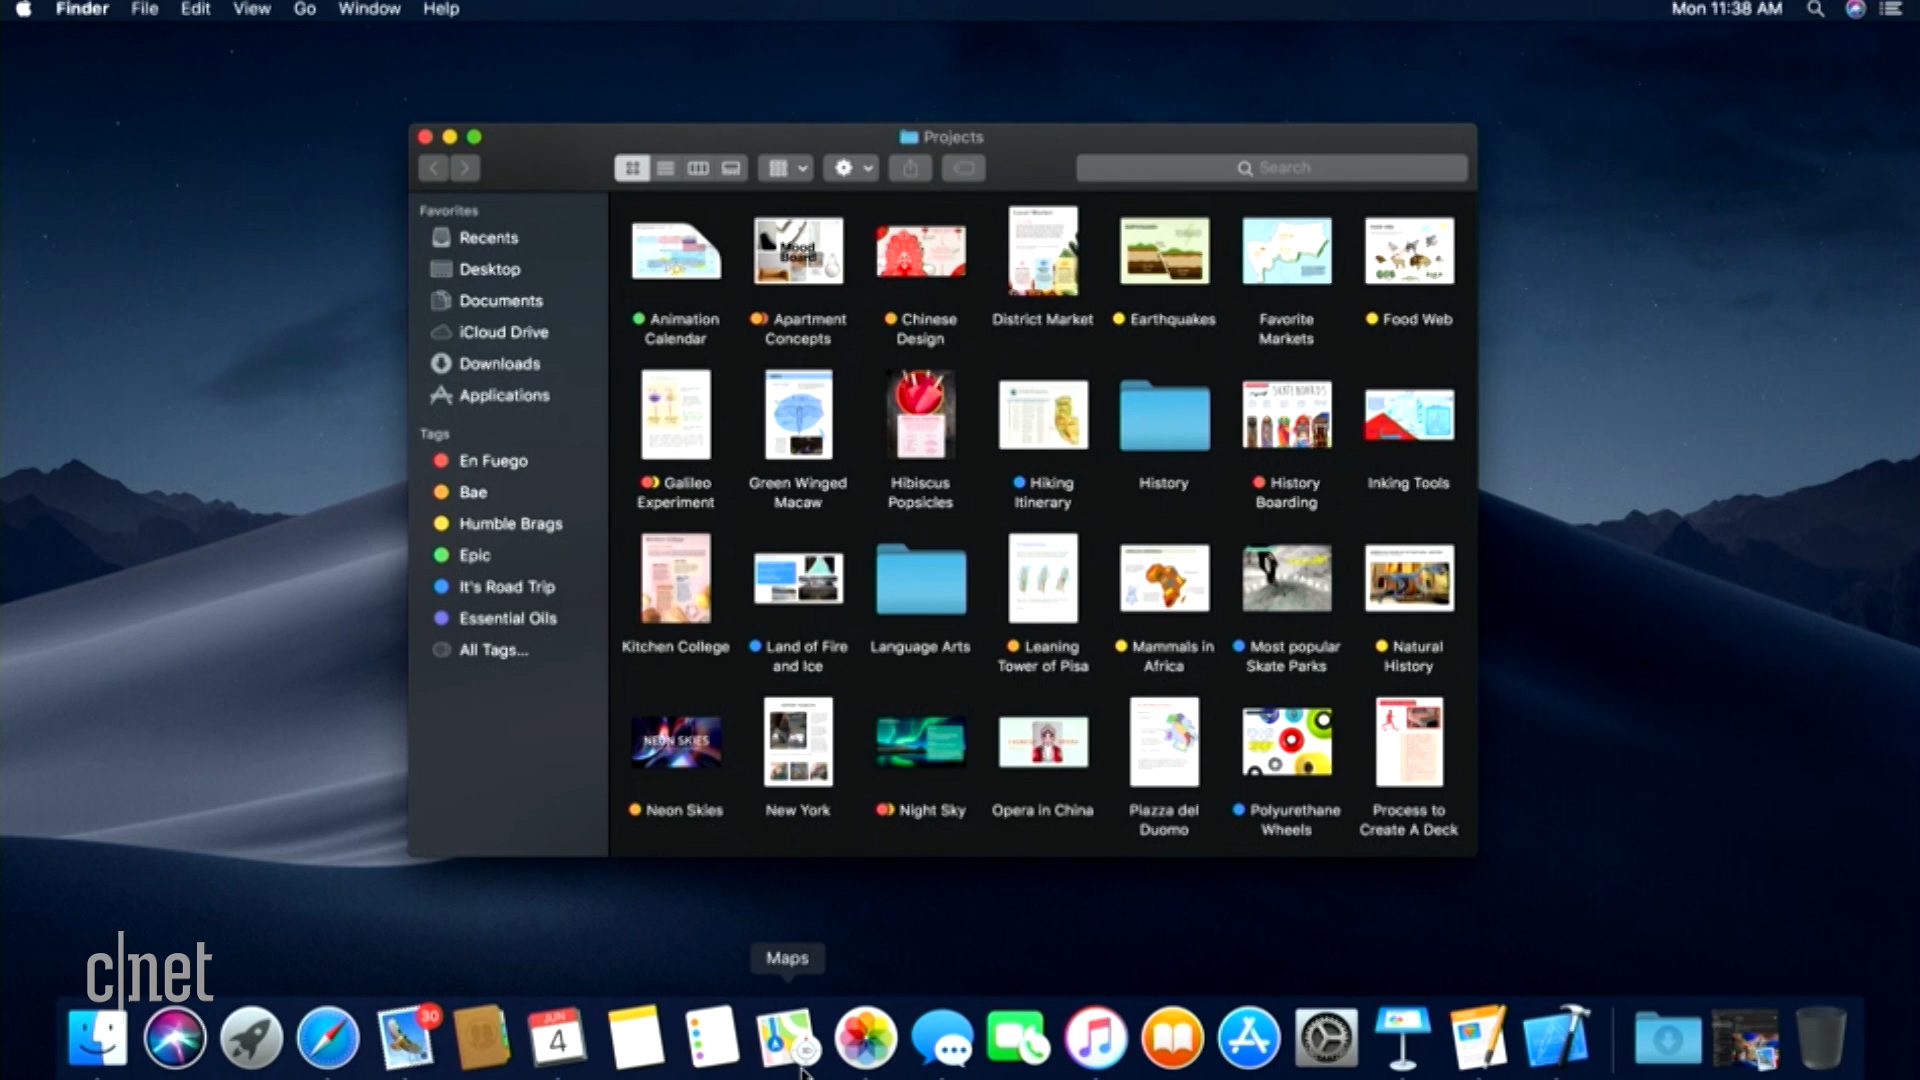 Finder File Edit View Go Window Help
Mon 11:38 AM
Projects
Search
Favorites
Recents
Desktop
Documents
iCloud Drive
Downloads
Applications
Tags
En Fuego
Bae
Humble Brags
Epic
It's Road Trip
Essential Oils
All Tags...
Mood
Board
Animation
Calendar
Apartment
Concepts
Chinese
Design
District Market
Earthquakes
Favorite
Markets
Food Web
SKATEBOARDS
Galileo
Experiment
Green Winged
Macaw
Hibiscus
Popsicles
Hiking
Itinerary
History
History
Boarding
Inking Tools
Kitchen College
Land of Fire
and Ice
Language Arts
Leaning
Tower of Pisa
Mammals in
Africa
Most popular
Skate Parks
Natural
History
NEON SKIES
Neon Skies
New York
Night Sky
Opera in China
Piazza del
Duomo
Polyurethane
Wheels
Process to
Create A Deck
c|net
Maps
30
JUN
4